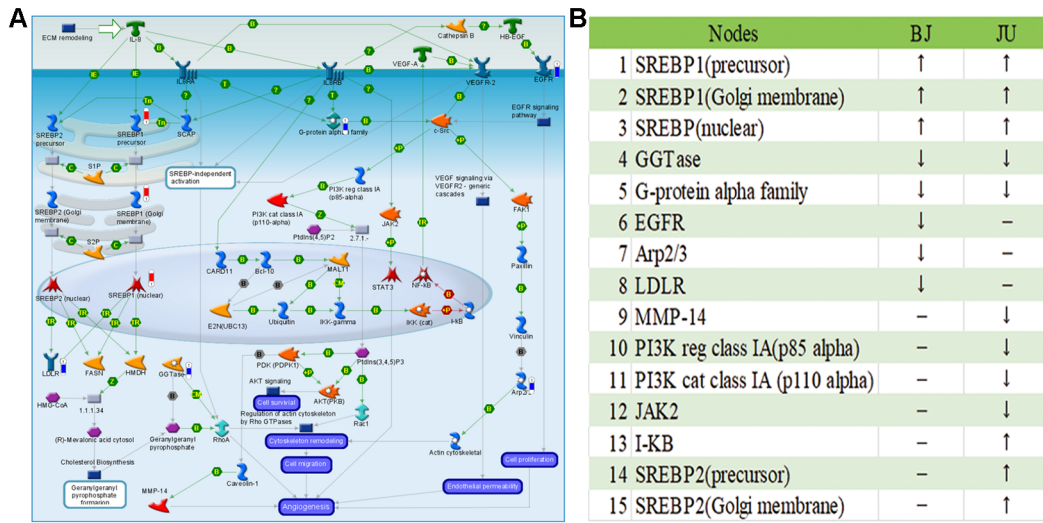 A
B
ECM remodeling
IL-8
Cathepsin B
HB-EGF
IL8RA
IL8RB
VEGF-A
VEGFR-2
EGFR
SREBP2
precursor
SREBP1
precursor
SCAP
G-protein alpha family
c-Src
EGFR signaling
pathway
S1P
SREBP-independent
activation
PI3K reg class IA
(p85-alpha)
VEGF signaling via
VEGFR2 - generic
cascades
SREBP2 (Golgi
membrane)
SREBP1 (Golgi
membrane)
PI3K cat class IA
(p110-alpha)
JAK2
FAK1
PtdIns(4,5)P2
2.7.1.-
S2P
CARD11
Bcl-10
MALT1
Paxillin
STAT3
NF-kB
SREBP2 (nuclear)
SREBP1 (nuclear)
E2N(UBC13)
Ubiquitin
IKK-gamma
IKK (cat)
I-kB
Vinculin
LDLR
FASN
HMDH
GGTase
PDK (PDPK1)
PtdIns(3,4,5)P3
AKT signaling
Cell survival
AKT(PKB)
HMG-CoA
1.1.1.34
Regulation of actin cytoskeleton
by Rho GTPases
Rac1
(R)-Mevalonic acid cytosol
Geranylgeranyl
pyrophosphate
RhoA
Cytoskeleton remodeling
Actin cytoskeletal
Cholesterol Biosynthesis
Cell migration
Cell proliferation
Geranylgeranyl
pyrophosphate
formation
MMP-14
Caveolin-1
Endothelial permeability
Angiogenesis
Nodes BJ JU
1 SREBP1(precursor) ↑ ↑
2 SREBP1(Golgi membrane) ↑ ↑
3 SREBP(nuclear) ↑ ↑
4 GGTase ↓ ↓
5 G-protein alpha family ↓ ↓
6 EGFR ↓ –
7 Arp2/3 ↓ –
8 LDLR ↓ –
9 MMP-14 – ↓
10 PI3K reg class IA(p85 alpha) – ↓
11 PI3K cat class IA (p110 alpha) – ↓
12 JAK2 – ↓
13 I-KB – ↑
14 SREBP2(precursor) – ↑
15 SREBP2(Golgi membrane) – ↑